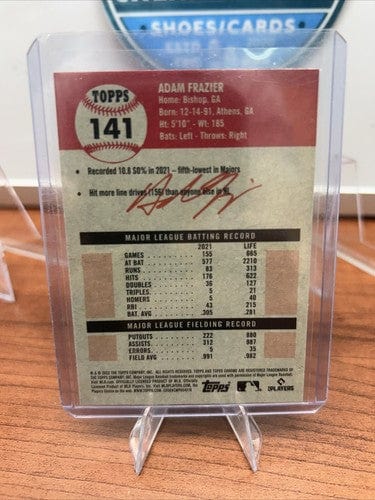 SHOES/CARDS
TOPPS
141
ADAM FRAZIER
Home: Bishop, GA
Born: 12-14-91, Athens, GA
Ht: 5'10" - Wt: 185
Bats: Left - Throws: Right
• Recorded 10.8 SO% in 2021 – fifth-lowest in Majors
• Hit more line drives (156) than anyone else in NL
MAJOR LEAGUE BATTING RECORD
2021 LIFE
GAMES 155 665
AT BAT 577 2210
RUNS 83 313
HITS 176 622
DOUBLES 36 127
TRIPLES 5 21
HOMERS 5 40
RBI 43 215
BAT. AVG .305 .281
MAJOR LEAGUE FIELDING RECORD
PUTOUTS 222 880
ASSISTS 312 887
ERRORS 5 35
FIELD AVG .991 .982
Topps
PLAYERS